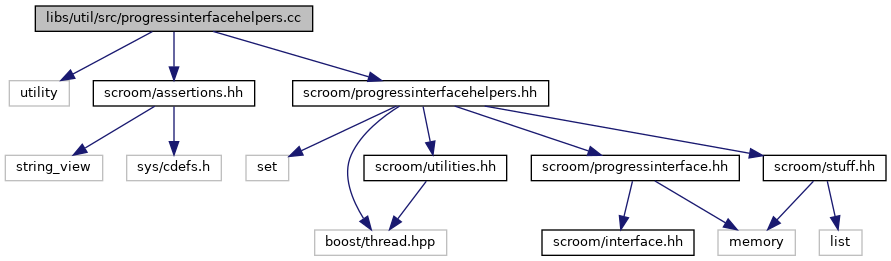 libs/util/src/progressinterfacehelpers.cc
utility
scroom/assertions.hh
scroom/progressinterfacehelpers.hh
string_view
sys/cdefs.h
set
scroom/utilities.hh
scroom/progressinterface.hh
scroom/stuff.hh
boost/thread.hpp
scroom/interface.hh
memory
list